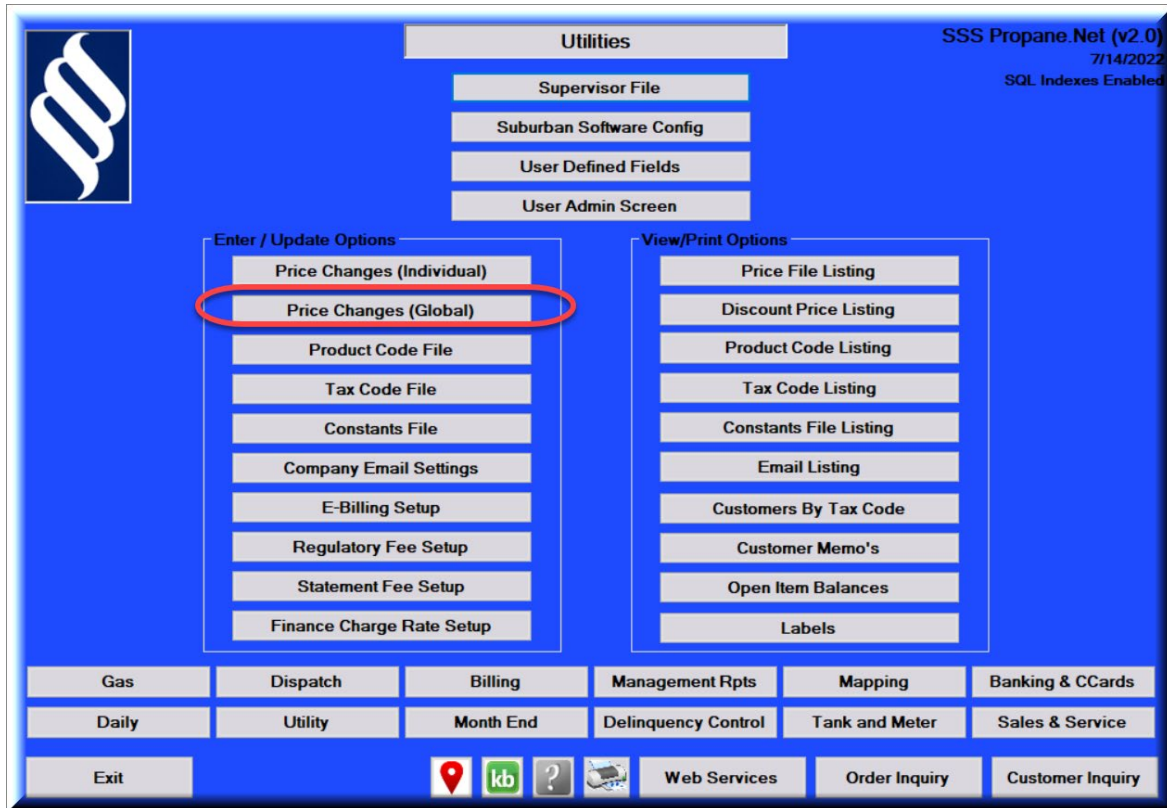 Utilities
SSS Propane.Net (v2.0)
7/14/2022
SQL Indexes Enabled
Supervisor File
Suburban Software Config
User Defined Fields
User Admin Screen
Enter / Update Options
Price Changes (Individual)
Price Changes (Global)
Product Code File
Tax Code File
Constants File
Company Email Settings
E-Billing Setup
Regulatory Fee Setup
Statement Fee Setup
Finance Charge Rate Setup
View/Print Options
Price File Listing
Discount Price Listing
Product Code Listing
Tax Code Listing
Constants File Listing
Email Listing
Customers By Tax Code
Customer Memo's
Open Item Balances
Labels
Gas Dispatch Billing Management Rpts Mapping Banking & CCards
Daily Utility Month End Delinquency Control Tank and Meter Sales & Service
Exit kb ? Web Services Order Inquiry Customer Inquiry